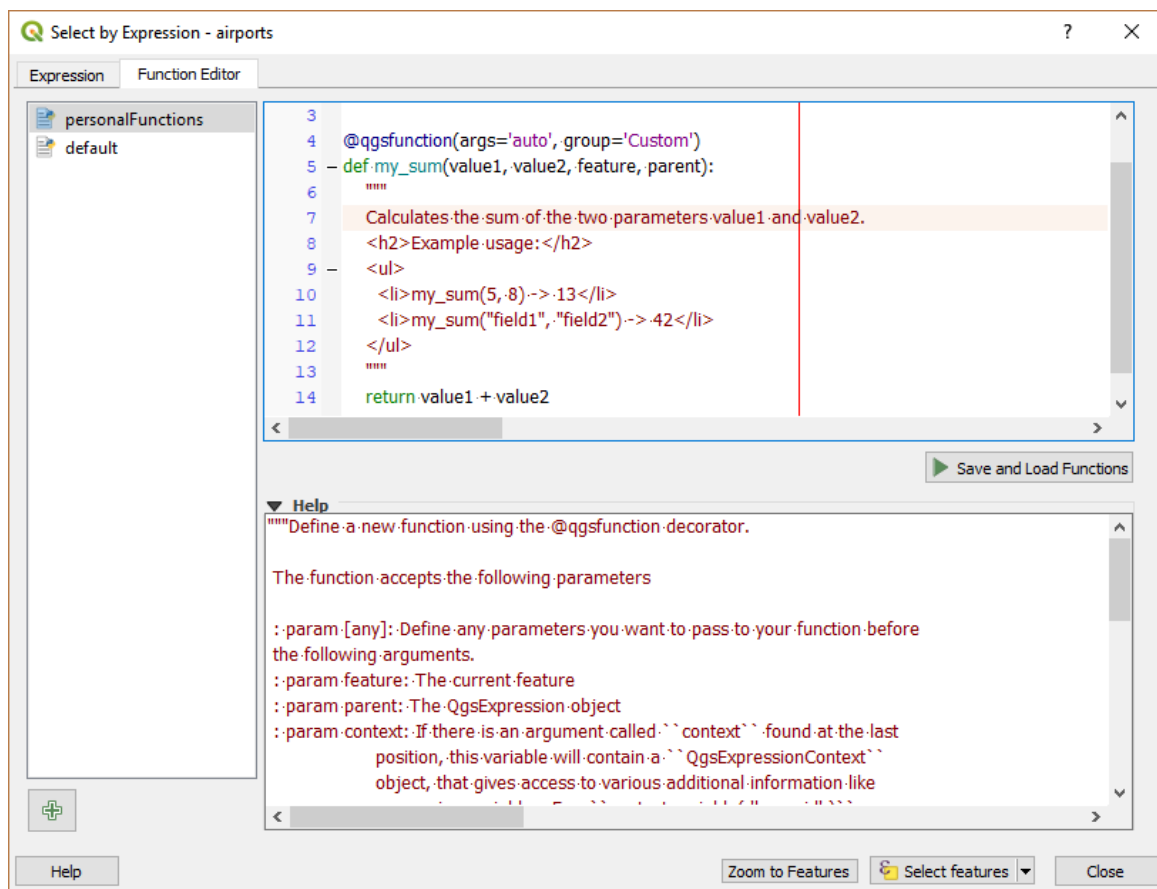 Select by Expression - airports
?
Expression
Function Editor
personalFunctions
default
3
4 @qgsfunction(args='auto', group='Custom')
5 def my_sum(value1, value2, feature, parent):
6 """
7 Calculates the sum of the two parameters value1 and value2.
8 <h2>Example usage:</h2>
9 <ul>
10 <li>my_sum(5, 8) -> 13</li>
11 <li>my_sum("field1", "field2") -> 42</li>
12 </ul>
13 """
14 return value1 + value2
Save and Load Functions
Help
"""Define a new function using the @qgsfunction decorator.
The function accepts the following parameters
: param [any]: Define any parameters you want to pass to your function before
the following arguments.
: param feature: The current feature
: param parent: The QgsExpression object
: param context: If there is an argument called ``context`` found at the last
position, this variable will contain a ``QgsExpressionContext``
object, that gives access to various additional information like
Help
Zoom to Features
Select features
Close